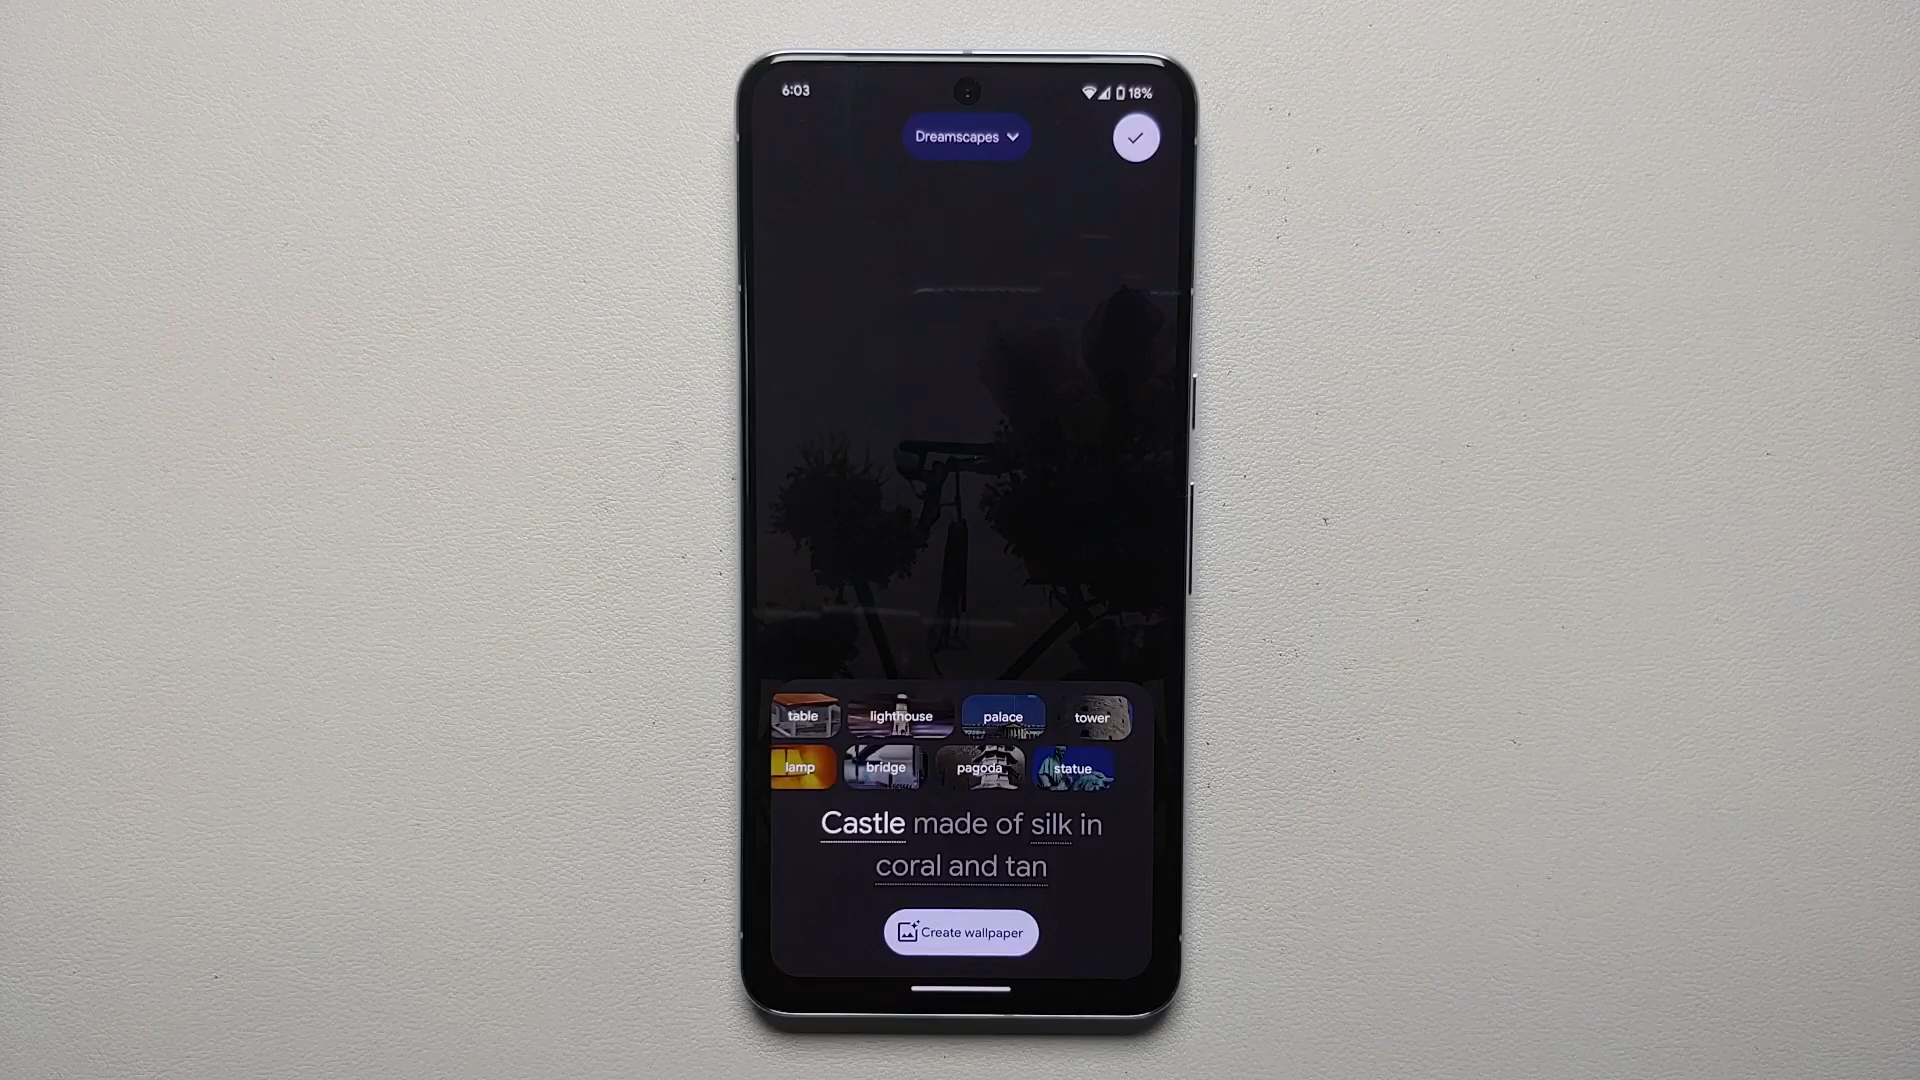 6:03
18%
Dreamscapes
table lighthouse palace tower
lamp bridge pagoda statue
Castle made of silk in
coral and tan
Create wallpaper